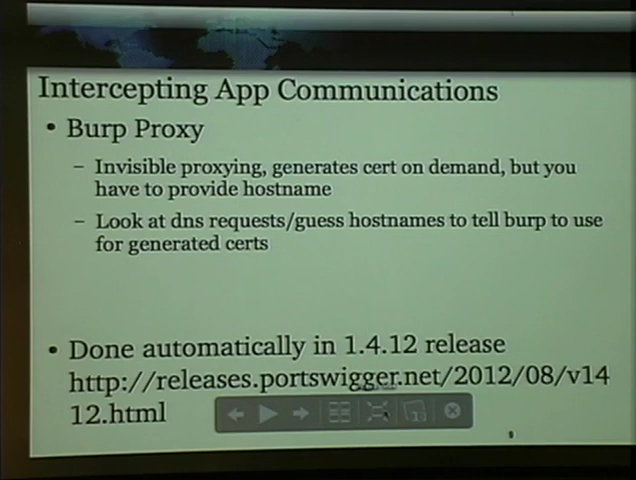 Intercepting App Communications
• Burp Proxy
– Invisible proxying, generates cert on demand, but you
have to provide hostname
– Look at dns requests/guess hostnames to tell burp to use
for generated certs
• Done automatically in 1.4.12 release
http://releases.portswigger.net/2012/08/v14
12.html